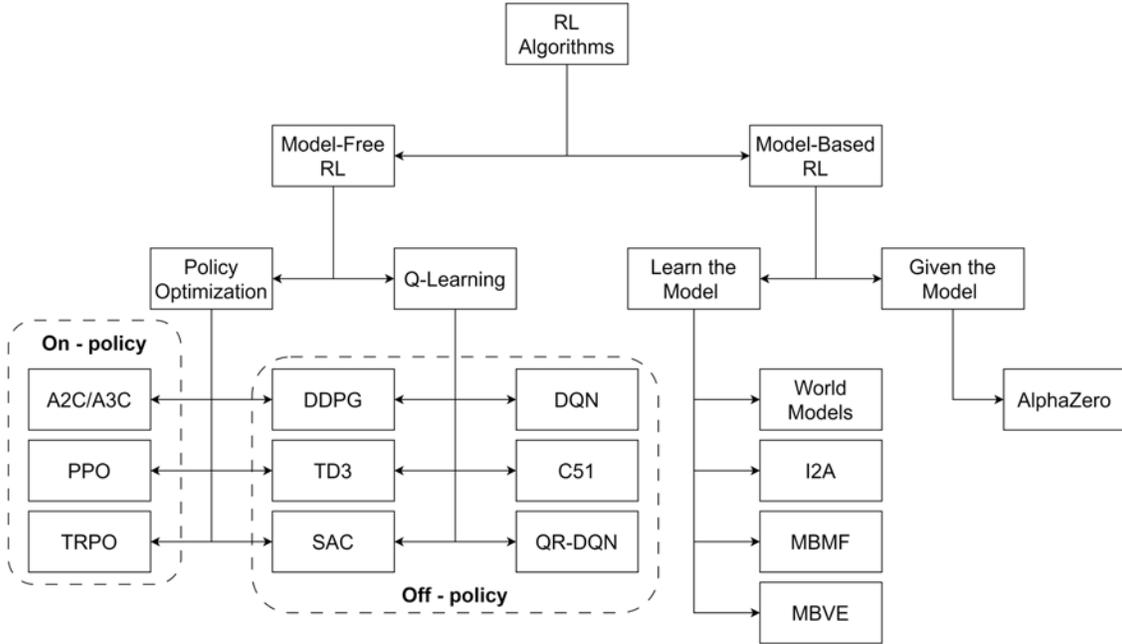 RL
Algorithms
Model-Free
RL
Model-Based
RL
Policy
Optimization
Q-Learning
Learn the
Model
Given the
Model
On - policy
A2C/A3C
DDPG
DQN
World
Models
AlphaZero
PPO
TD3
C51
I2A
TRPO
SAC
QR-DQN
MBMF
Off - policy
MBVE